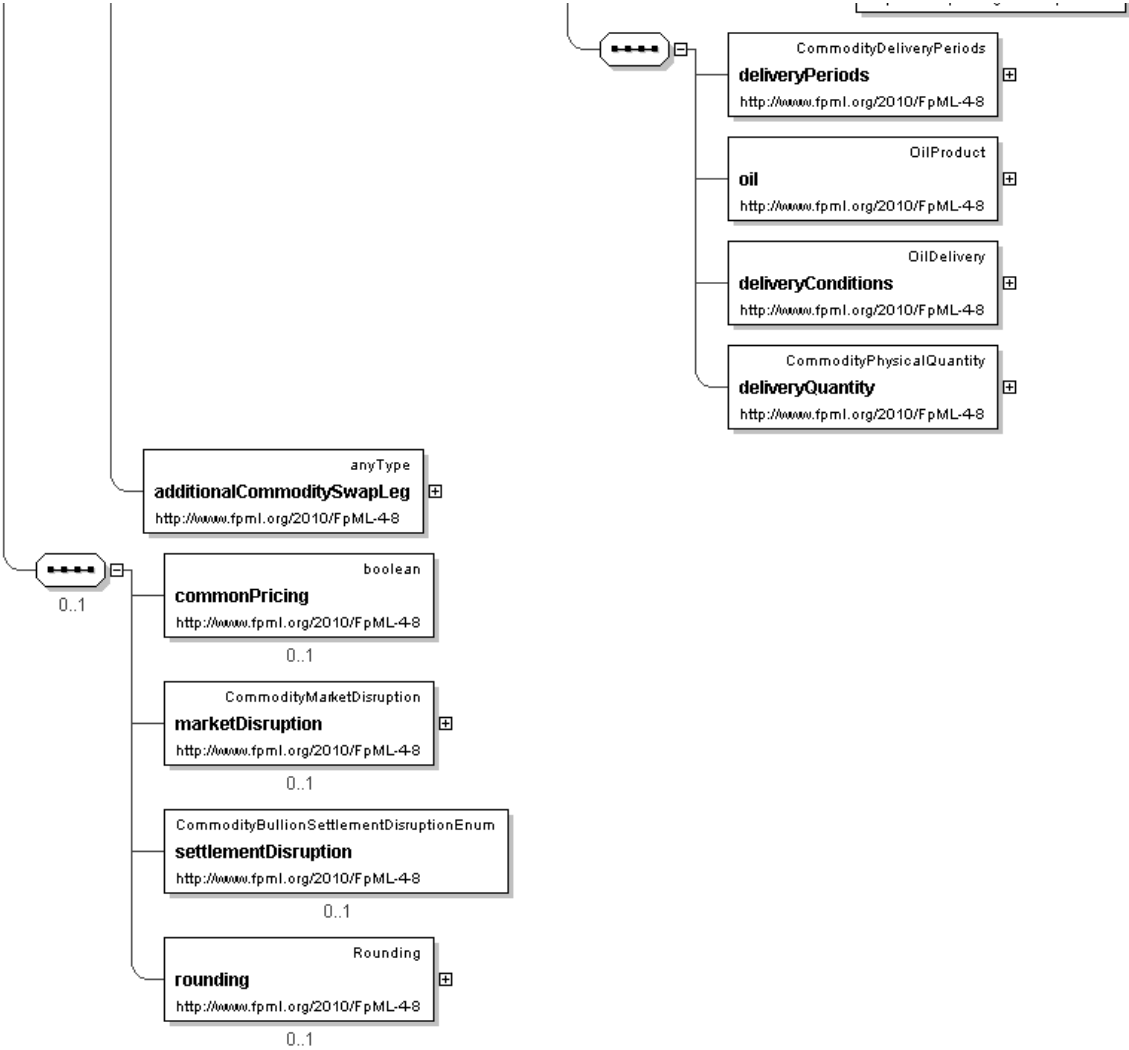 CommodityDeliveryPeriods
deliveryPeriods
http://www.fpml.org/2010/FpML-4-8
OilProduct
oil
http://www.fpml.org/2010/FpML-4-8
OilDelivery
deliveryConditions
http://www.fpml.org/2010/FpML-4-8
CommodityPhysicalQuantity
deliveryQuantity
http://www.fpml.org/2010/FpML-4-8
anyType
additionalCommoditySwapLeg
http://www.fpml.org/2010/FpML-4-8
0..1
boolean
commonPricing
http://www.fpml.org/2010/FpML-4-8
0..1
CommodityMarketDisruption
marketDisruption
http://www.fpml.org/2010/FpML-4-8
0..1
CommodityBullionSettlementDisruptionEnum
settlementDisruption
http://www.fpml.org/2010/FpML-4-8
0..1
Rounding
rounding
http://www.fpml.org/2010/FpML-4-8
0..1